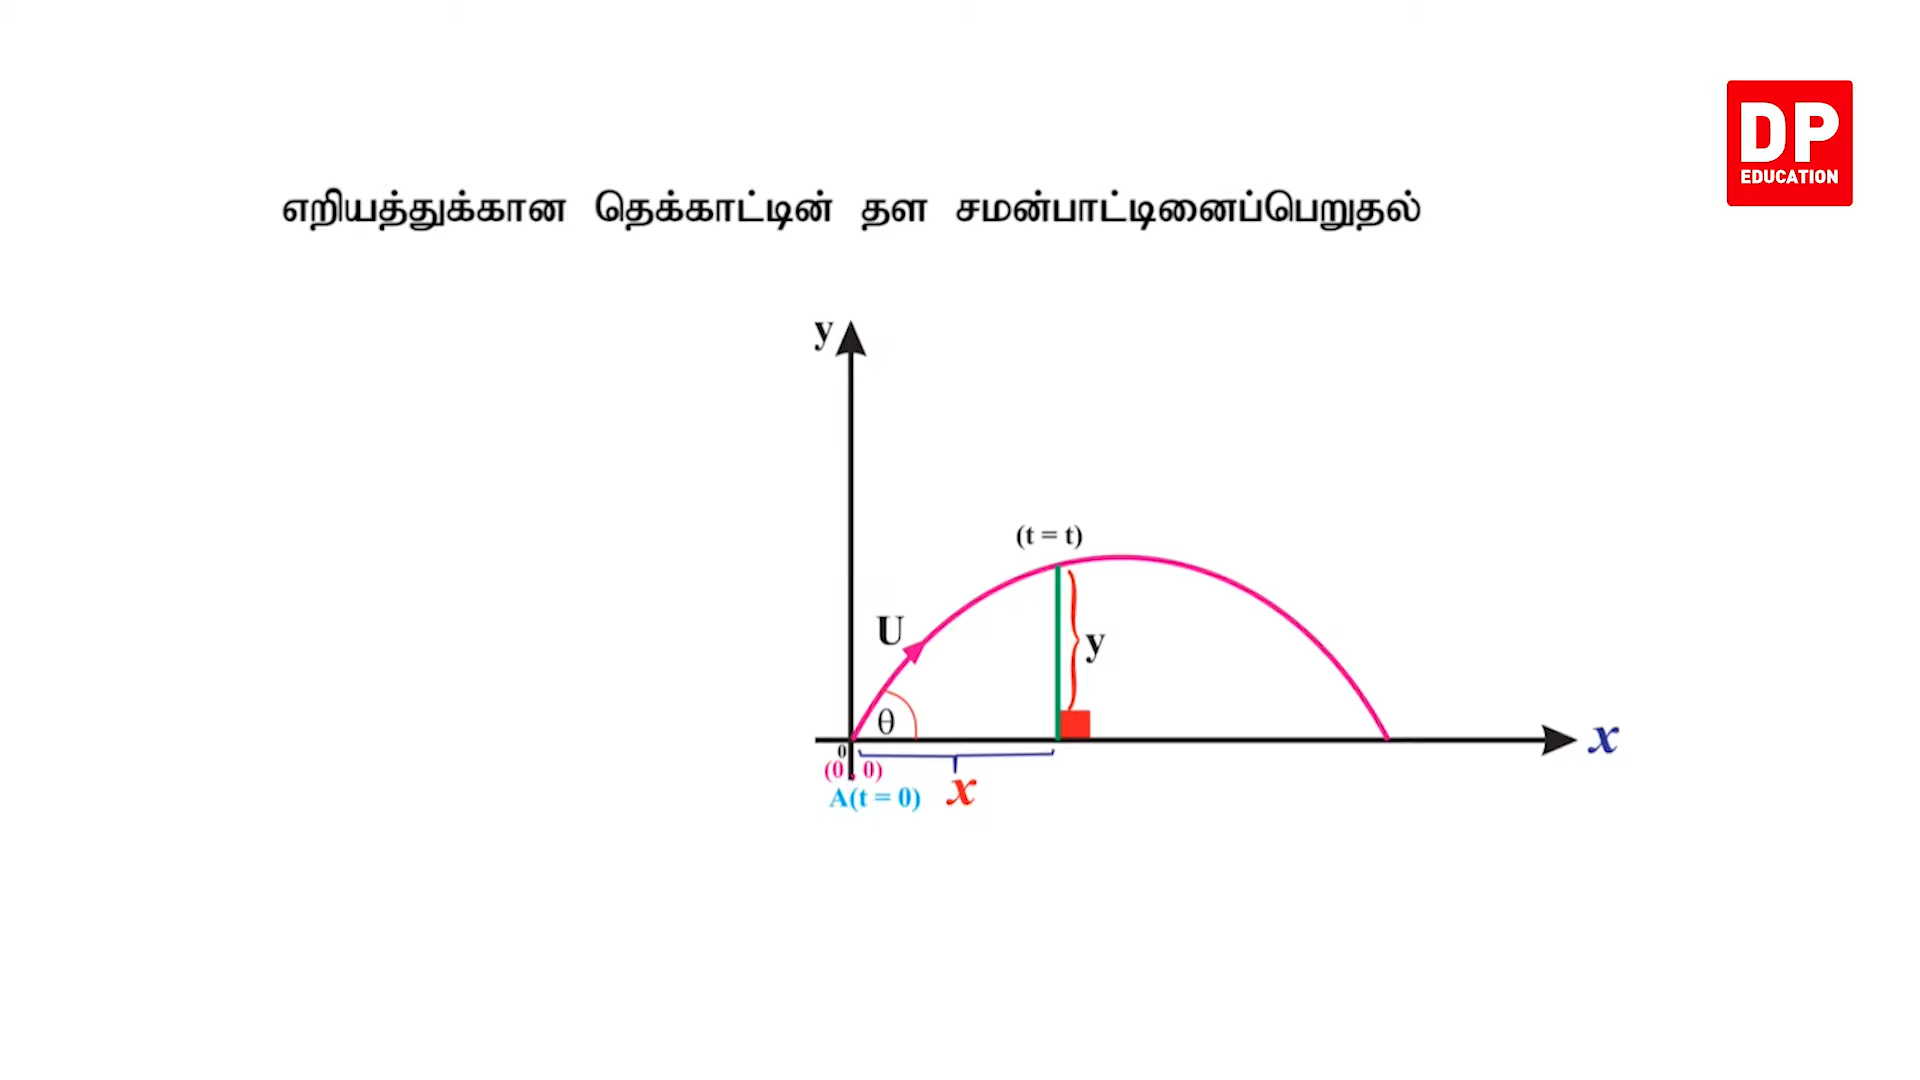 DP
EDUCATION
எறியத்துக்கான தெக்காட்டின் தள சமன்பாட்டினைப்பெறுதல்
y
(t = t)
U
y
θ
x
0
(0 , 0)
A(t = 0)
x